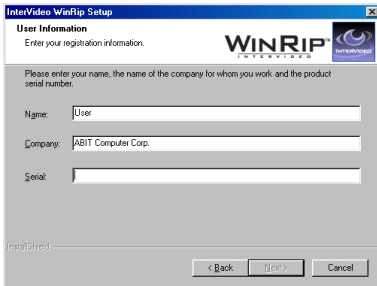 InterVideo WinRip Setup
User Information
Enter your registration information.
WINRIP™
INTERVIDEO
INTERVIDEO
Please enter your name, the name of the company for whom you work and the product
serial number.
Name: User
Company: ABIT Computer Corp.
Serial:
InstallShield
< Back Next > Cancel